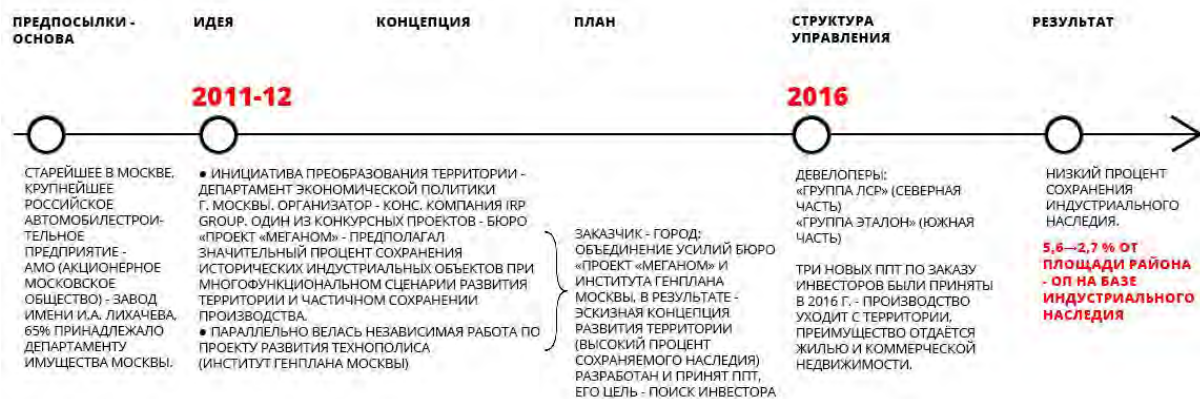 ПРЕДПОСЫЛКИ -
ОСНОВА
ИДЕЯ
КОНЦЕПЦИЯ
ПЛАН
СТРУКТУРА
УПРАВЛЕНИЯ
РЕЗУЛЬТАТ
2011-12
2016
СТАРЕЙШЕЕ В МОСКВЕ,
КРУПНЕЙШЕЕ
РОССИЙСКОЕ
АВТОМОБИЛЕСТРОИ-
ТЕЛЬНОЕ
ПРЕДПРИЯТИЕ -
АМО (АКЦИОНЕРНОЕ
МОСКОВСКОЕ
ОБЩЕСТВО) - ЗАВОД
ИМЕНИ И.А. ЛИХАЧЕВА,
65% ПРИНАДЛЕЖАЛО
ДЕПАРТАМЕНТУ
ИМУЩЕСТВА МОСКВЫ.
● ИНИЦИАТИВА ПРЕОБРАЗОВАНИЯ ТЕРРИТОРИИ -
ДЕПАРТАМЕНТ ЭКОНОМИЧЕСКОЙ ПОЛИТИКИ
Г. МОСКВЫ. ОРГАНИЗАТОР - КОНС. КОМПАНИЯ IRP
GROUP. ОДИН ИЗ КОНКУРСНЫХ ПРОЕКТОВ - БЮРО
«ПРОЕКТ «МЕГАНОМ» - ПРЕДПОЛАГАЛ
ЗНАЧИТЕЛЬНЫЙ ПРОЦЕНТ СОХРАНЕНИЯ
ИСТОРИЧЕСКИХ ИНДУСТРИАЛЬНЫХ ОБЪЕКТОВ ПРИ
МНОГОФУНКЦИОНАЛЬНОМ СЦЕНАРИИ РАЗВИТИЯ
ТЕРРИТОРИИ И ЧАСТИЧНОМ СОХРАНЕНИИ
ПРОИЗВОДСТВА.
● ПАРАЛЛЕЛЬНО ВЕЛАСЬ НЕЗАВИСИМАЯ РАБОТА ПО
ПРОЕКТУ РАЗВИТИЯ ТЕХНОПОЛИСА
(ИНСТИТУТ ГЕНПЛАНА МОСКВЫ)
ЗАКАЗЧИК - ГОРОД;
ОБЪЕДИНЕНИЕ УСИЛИЙ БЮРО
«ПРОЕКТ «МЕГАНОМ» И
ИНСТИТУТА ГЕНПЛАНА
МОСКВЫ, В РЕЗУЛЬТАТЕ -
ЭСКИЗНАЯ КОНЦЕПЦИЯ
РАЗВИТИЯ ТЕРРИТОРИИ
(ВЫСОКИЙ ПРОЦЕНТ
СОХРАНЯЕМОГО НАСЛЕДИЯ)
РАЗРАБОТАН И ПРИНЯТ ППТ,
ЕГО ЦЕЛЬ - ПОИСК ИНВЕСТОРА
ДЕВЕЛОПЕРЫ:
«ГРУППА ЛСР» (СЕВЕРНАЯ
ЧАСТЬ)
«ГРУППА ЭТАЛОН» (ЮЖНАЯ
ЧАСТЬ)
ТРИ НОВЫХ ППТ ПО ЗАКАЗУ
ИНВЕСТОРОВ БЫЛИ ПРИНЯТЫ
В 2016 Г. - ПРОИЗВОДСТВО
УХОДИТ С ТЕРРИТОРИИ,
ПРЕИМУЩЕСТВО ОТДАЁТСЯ
ЖИЛЬЮ И КОММЕРЧЕСКОЙ
НЕДВИЖИМОСТИ.
НИЗКИЙ ПРОЦЕНТ
СОХРАНЕНИЯ
ИНДУСТРИАЛЬНОГО
НАСЛЕДИЯ.
5,6—2,7 % ОТ
ПЛОЩАДИ РАЙОНА
- ОП НА БАЗЕ
ИНДУСТРИАЛЬНОГО
НАСЛЕДИЯ